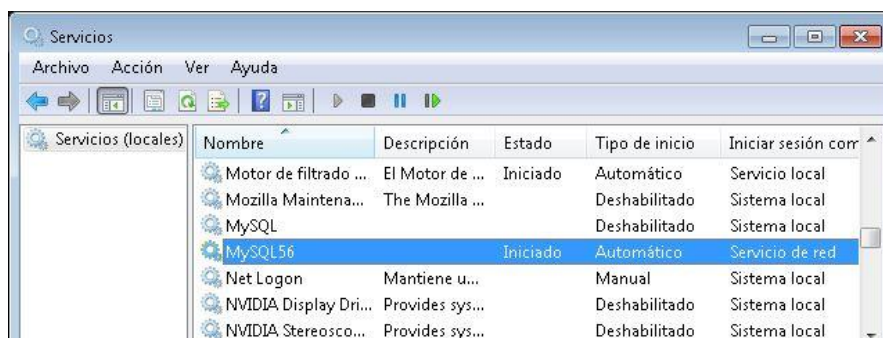 Servicios
Archivo Acción Ver Ayuda
Servicios (locales)
Nombre Descripción Estado Tipo de inicio Iniciar sesión com
Motor de filtrado ... El Motor de ... Iniciado Automático Servicio local
Mozilla Maintena... The Mozilla ... Deshabilitado Sistema local
MySQL Deshabilitado Sistema local
MySQL56 Iniciado Automático Servicio de red
Net Logon Mantiene u... Manual Sistema local
NVIDIA Display Dri... Provides sys... Deshabilitado Sistema local
NVIDIA Stereosco... Provides sys... Deshabilitado Sistema local